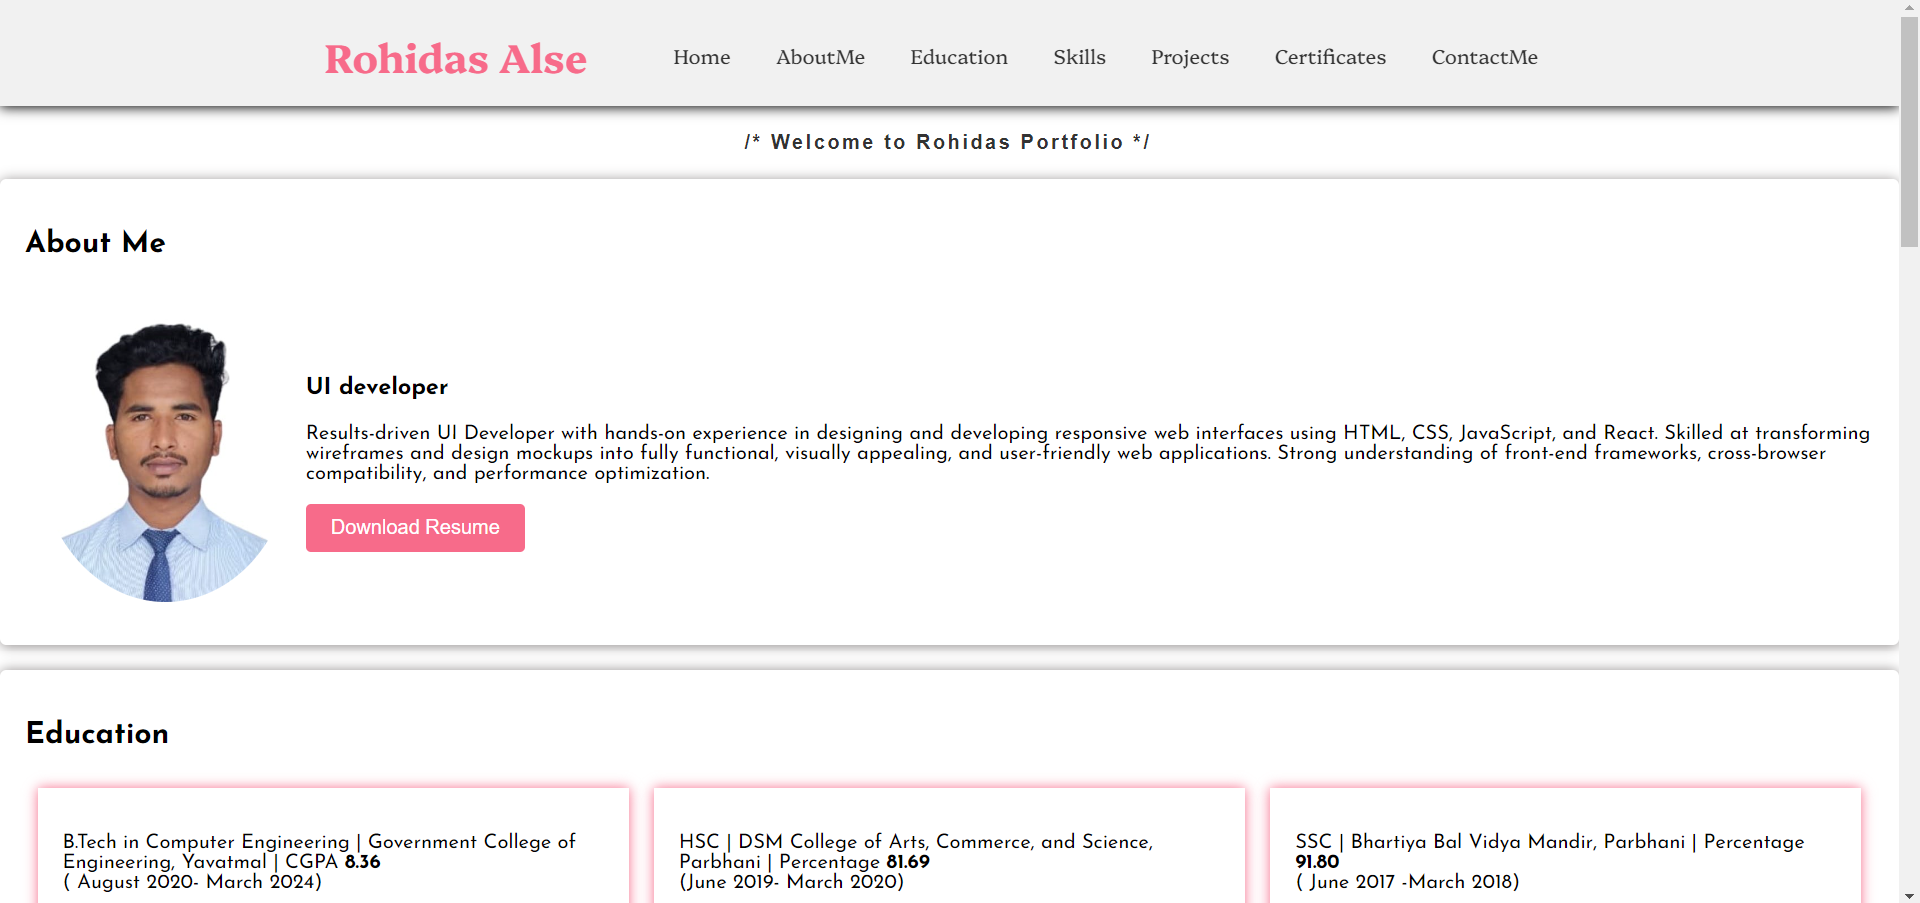 Rohidas Alse
Home AboutMe Education Skills Projects Certificates ContactMe
/* Welcome to Rohidas Portfolio */
About Me
UI developer
Results-driven UI Developer with hands-on experience in designing and developing responsive web interfaces using HTML, CSS, JavaScript, and React. Skilled at transforming
wireframes and design mockups into fully functional, visually appealing, and user-friendly web applications. Strong understanding of front-end frameworks, cross-browser
compatibility, and performance optimization.
Download Resume
Education
B.Tech in Computer Engineering | Government College of
Engineering, Yavatmal | CGPA 8.36
( August 2020- March 2024)
HSC | DSM College of Arts, Commerce, and Science,
Parbhani | Percentage 81.69
(June 2019- March 2020)
SSC | Bhartiya Bal Vidya Mandir, Parbhani | Percentage
91.80
( June 2017 -March 2018)